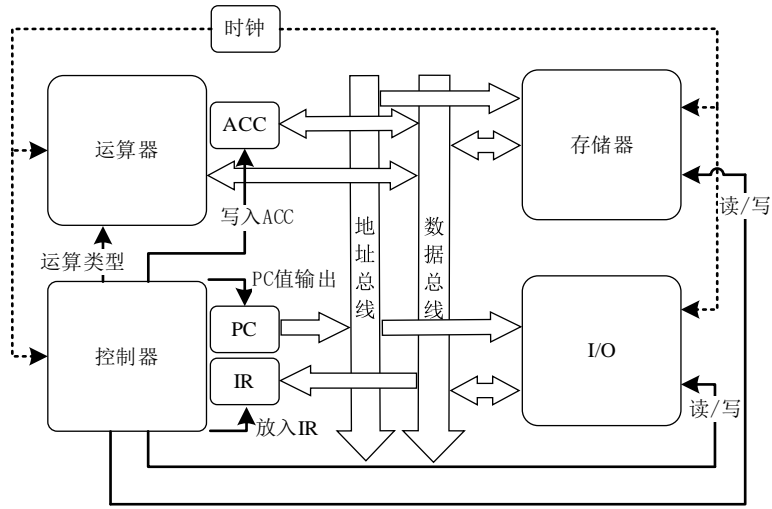 时钟
ACC
运算器
存储器
写入ACC
读/写
运算类型
地址总线
数据总线
PC值输出
PC
控制器
IR
I/O
放入IR
读/写